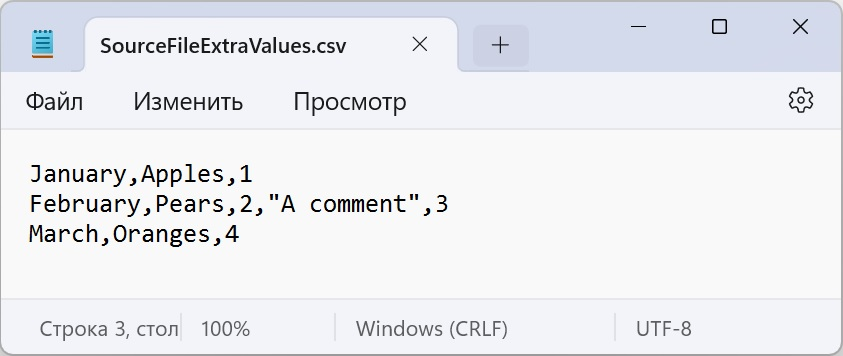 SourceFileExtraValues.csv
Файл Изменить Просмотр
January,Apples,1
February,Pears,2,"A comment",3
March,Oranges,4
Строка 3, стол 100% Windows (CRLF) UTF-8